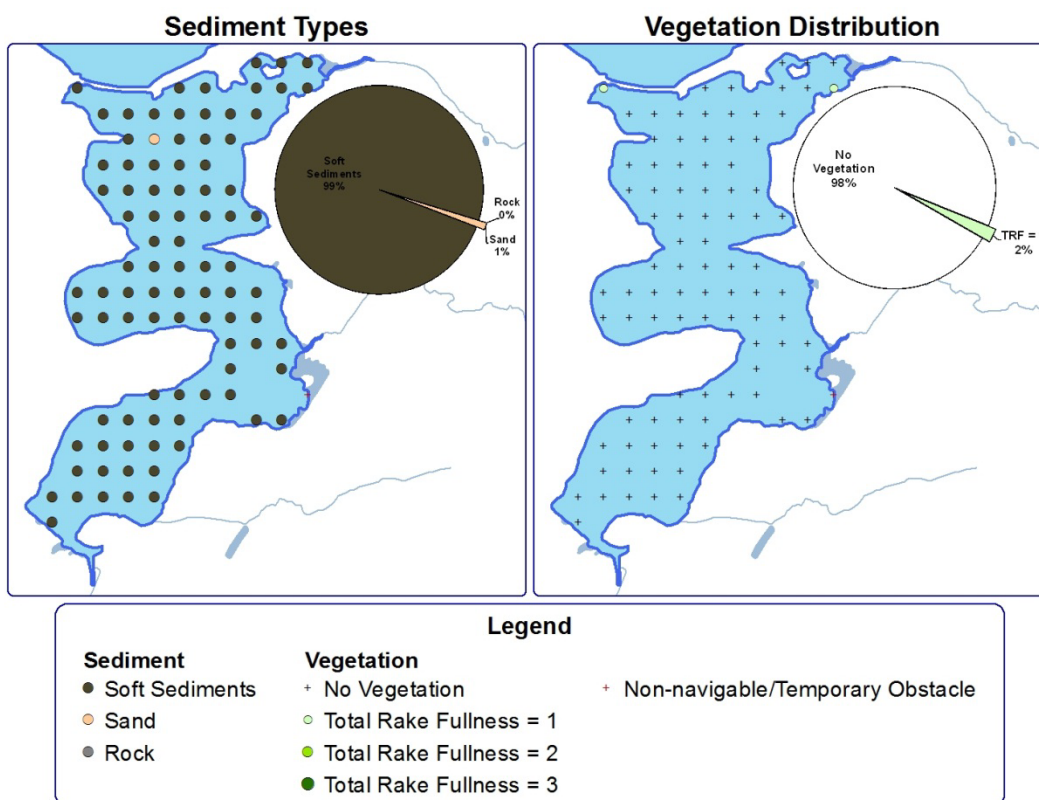 Sediment Types
Vegetation Distribution
Soft
Sediments
99%
Rock
0%
Sand
1%
No
Vegetation
98%
TRF =
2%
Legend
Sediment
Soft Sediments
Sand
Rock
Vegetation
No Vegetation
Total Rake Fullness = 1
Total Rake Fullness = 2
Total Rake Fullness = 3
Non-navigable/Temporary Obstacle